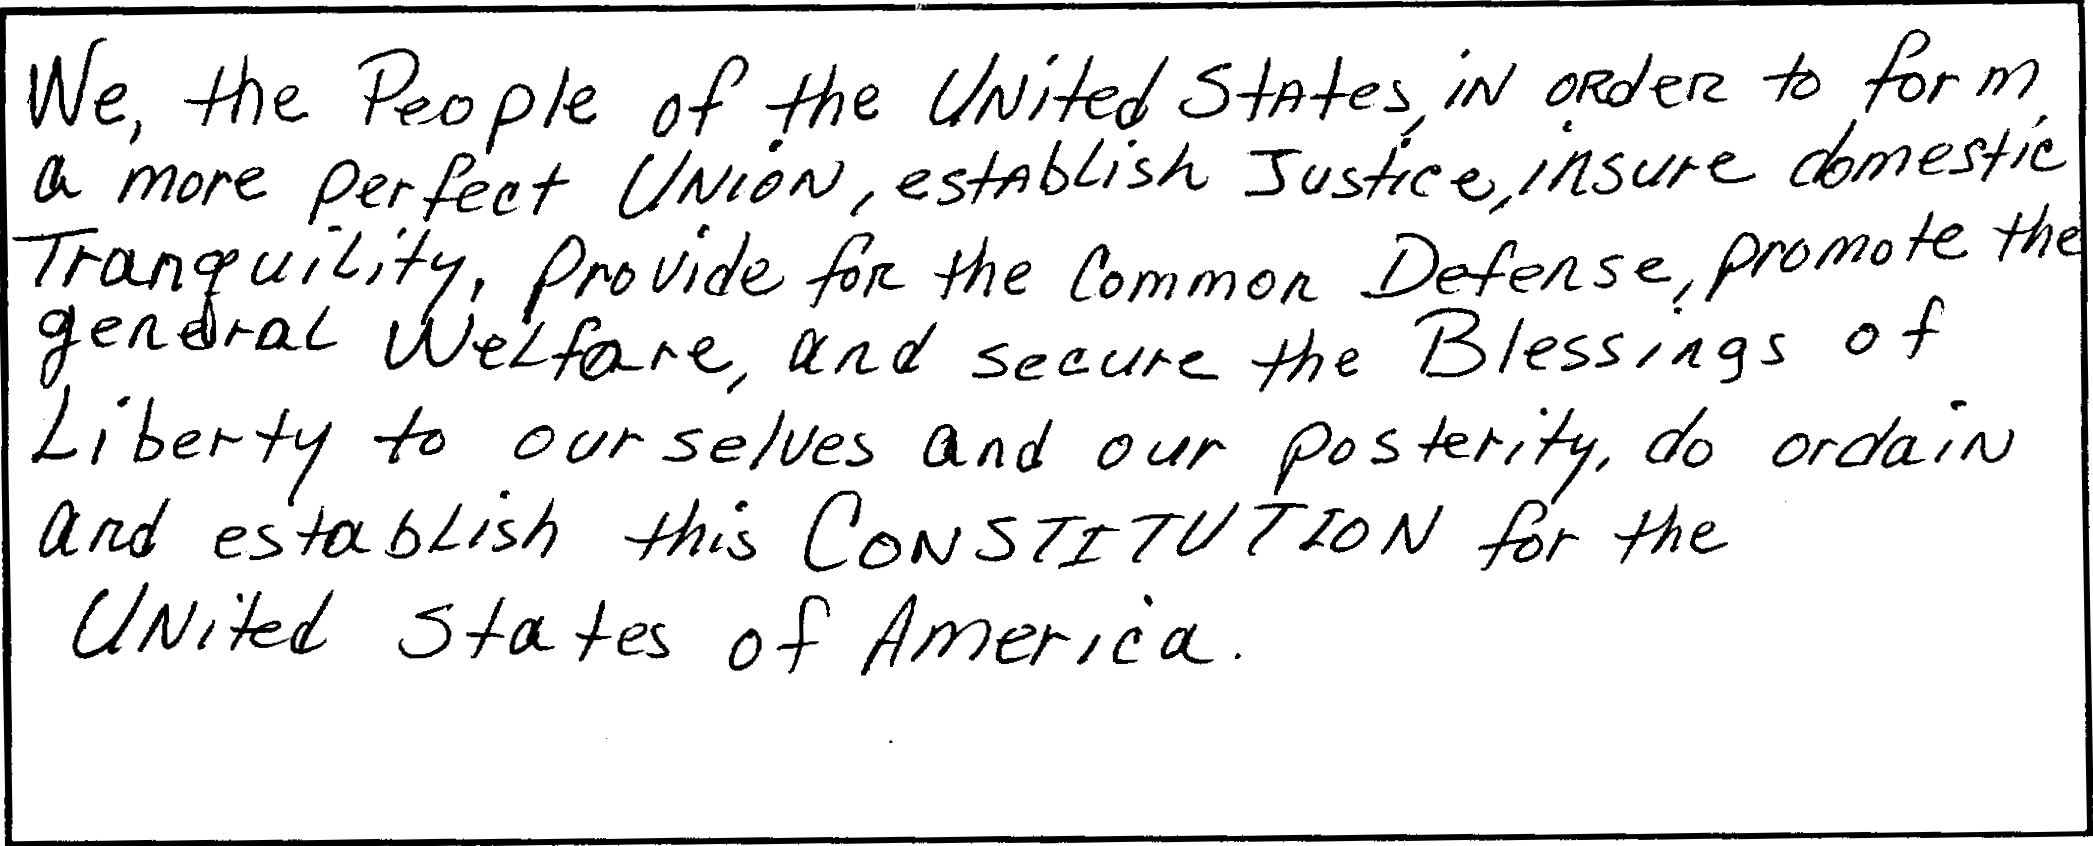 We, the People of the United States, in order to form
a more perfect Union, establish Justice, insure domestic
Tranquility, provide for the Common Defense, promote the
general Welfare, and secure the Blessings of
Liberty to ourselves and our posterity, do ordain
and establish this CONSTITUTION for the
United States of America.